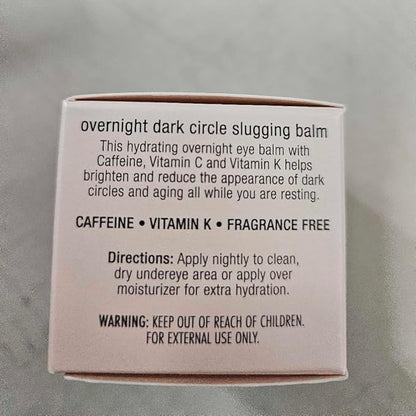 overnight dark circle slugging balm
This hydrating overnight eye balm with
Caffeine, Vitamin C and Vitamin K helps
brighten and reduce the appearance of dark
circles and aging all while you are resting.
CAFFEINE • VITAMIN K • FRAGRANCE FREE
Directions: Apply nightly to clean,
dry undereye area or apply over
moisturizer for extra hydration.
WARNING: KEEP OUT OF REACH OF CHILDREN.
FOR EXTERNAL USE ONLY.